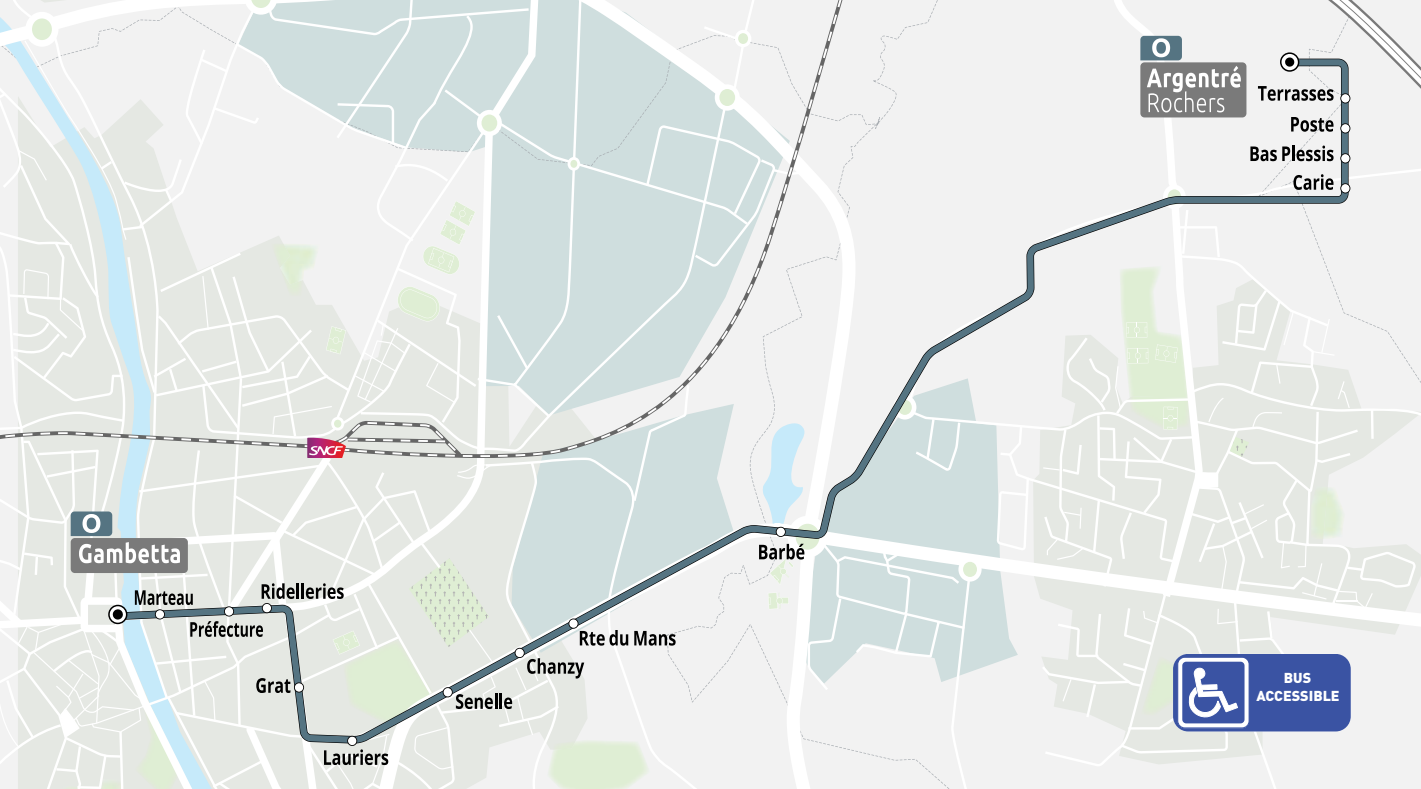 O
Argentré
Rochers
Terrasses
Poste
Bas Plessis
Carie
SNCF
O
Gambetta
Marteau
Ridelleries
Préfecture
Grat
Lauriers
Senelle
Chanzy
Rte du Mans
Barbé
BUS
ACCESSIBLE